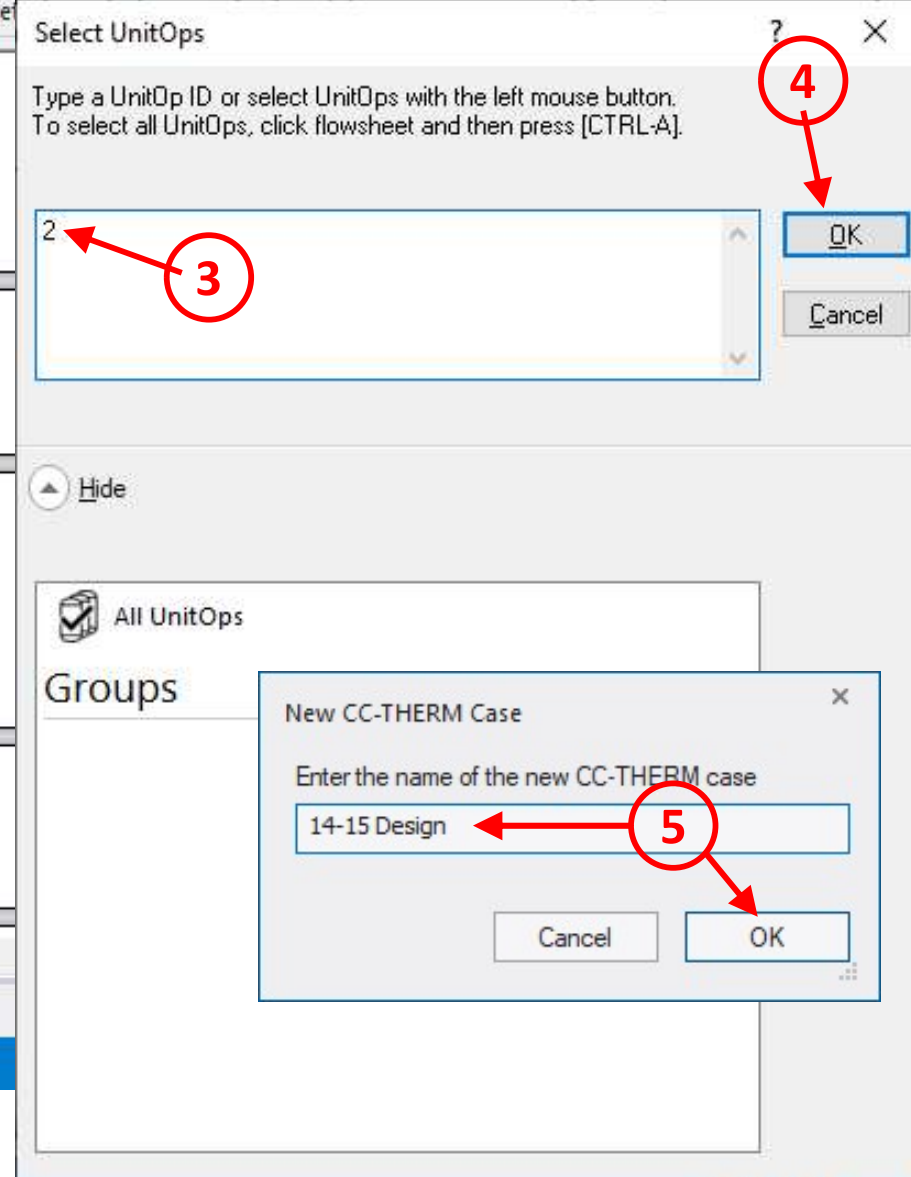 Select UnitOps
?
4
Type a UnitOp ID or select UnitOps with the left mouse button.
To select all UnitOps, click flowsheet and then press [CTRL-A].
2
OK
3
Cancel
Hide
All UnitOps
Groups
New CC-THERM Case
Enter the name of the new CC-THERM case
14-15 Design
5
Cancel
OK